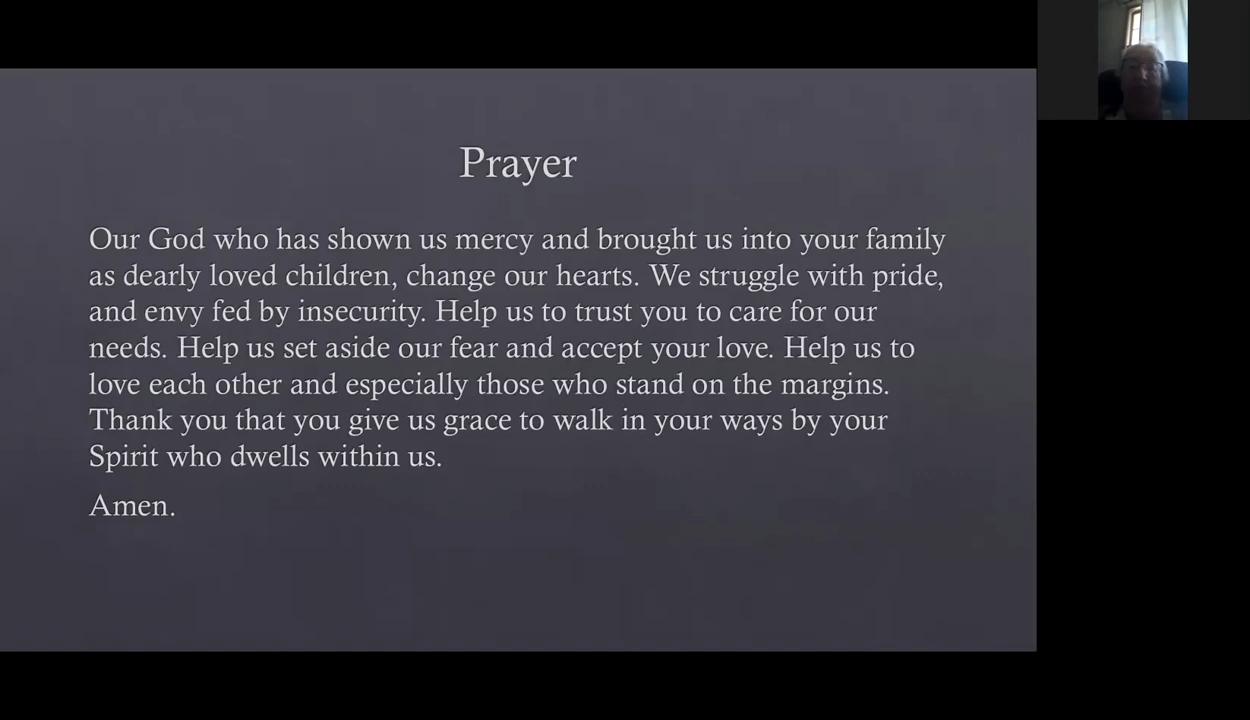 Prayer
Our God who has shown us mercy and brought us into your family
as dearly loved children, change our hearts. We struggle with pride,
and envy fed by insecurity. Help us to trust you to care for our
needs. Help us set aside our fear and accept your love. Help us to
love each other and especially those who stand on the margins.
Thank you that you give us grace to walk in your ways by your
Spirit who dwells within us.
Amen.